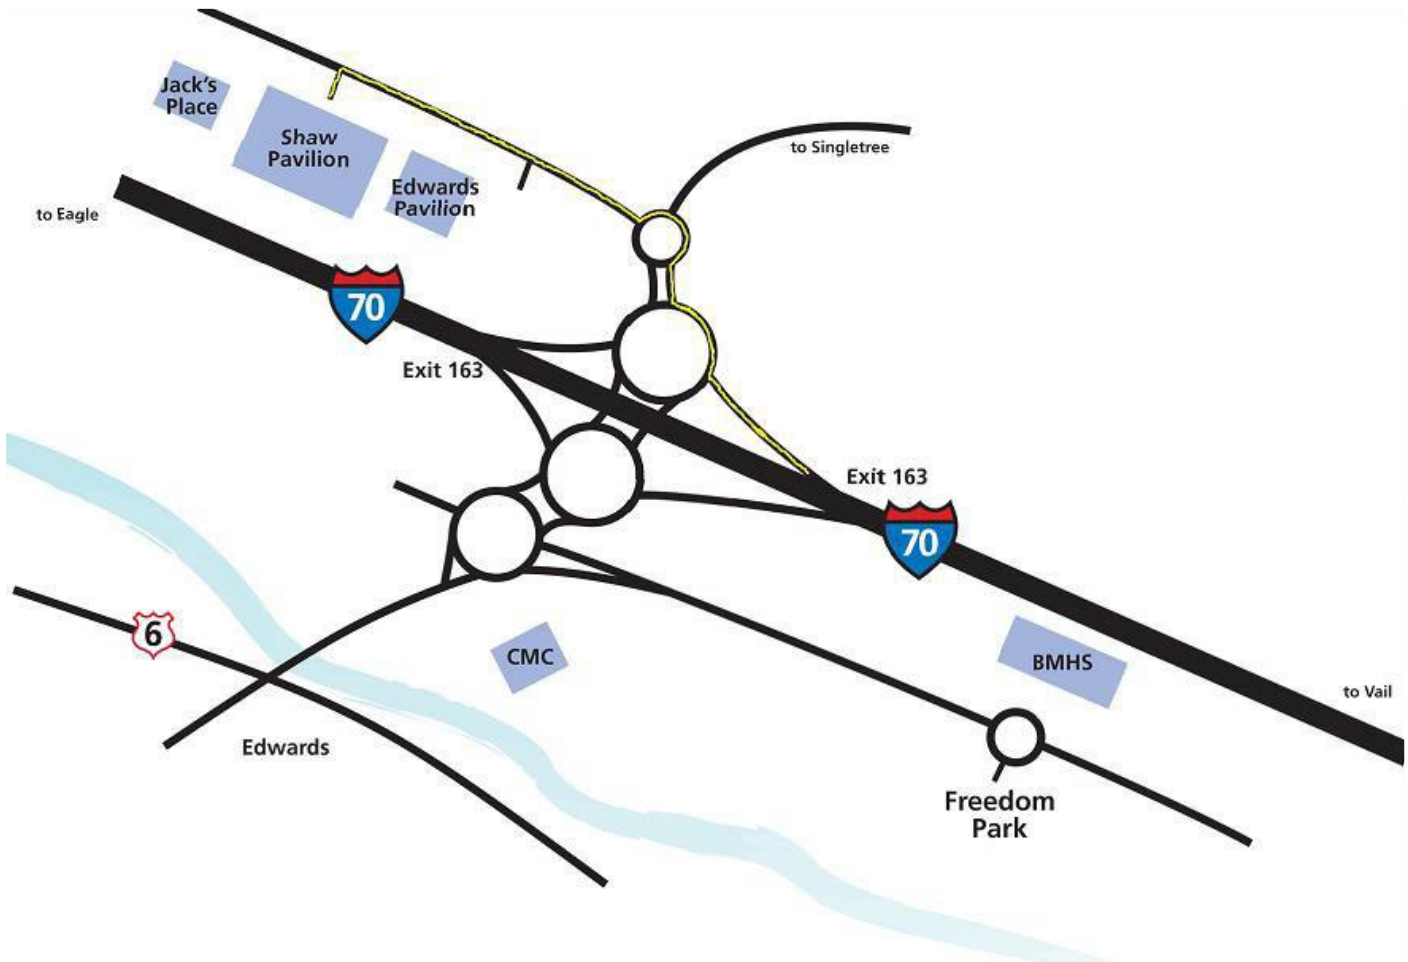 Jack's
Place
Shaw
Pavilion
to Singletree
Edwards
Pavilion
to Eagle
70
Exit 163
Exit 163
70
6
CMC
BMHS
to Vail
Edwards
Freedom
Park